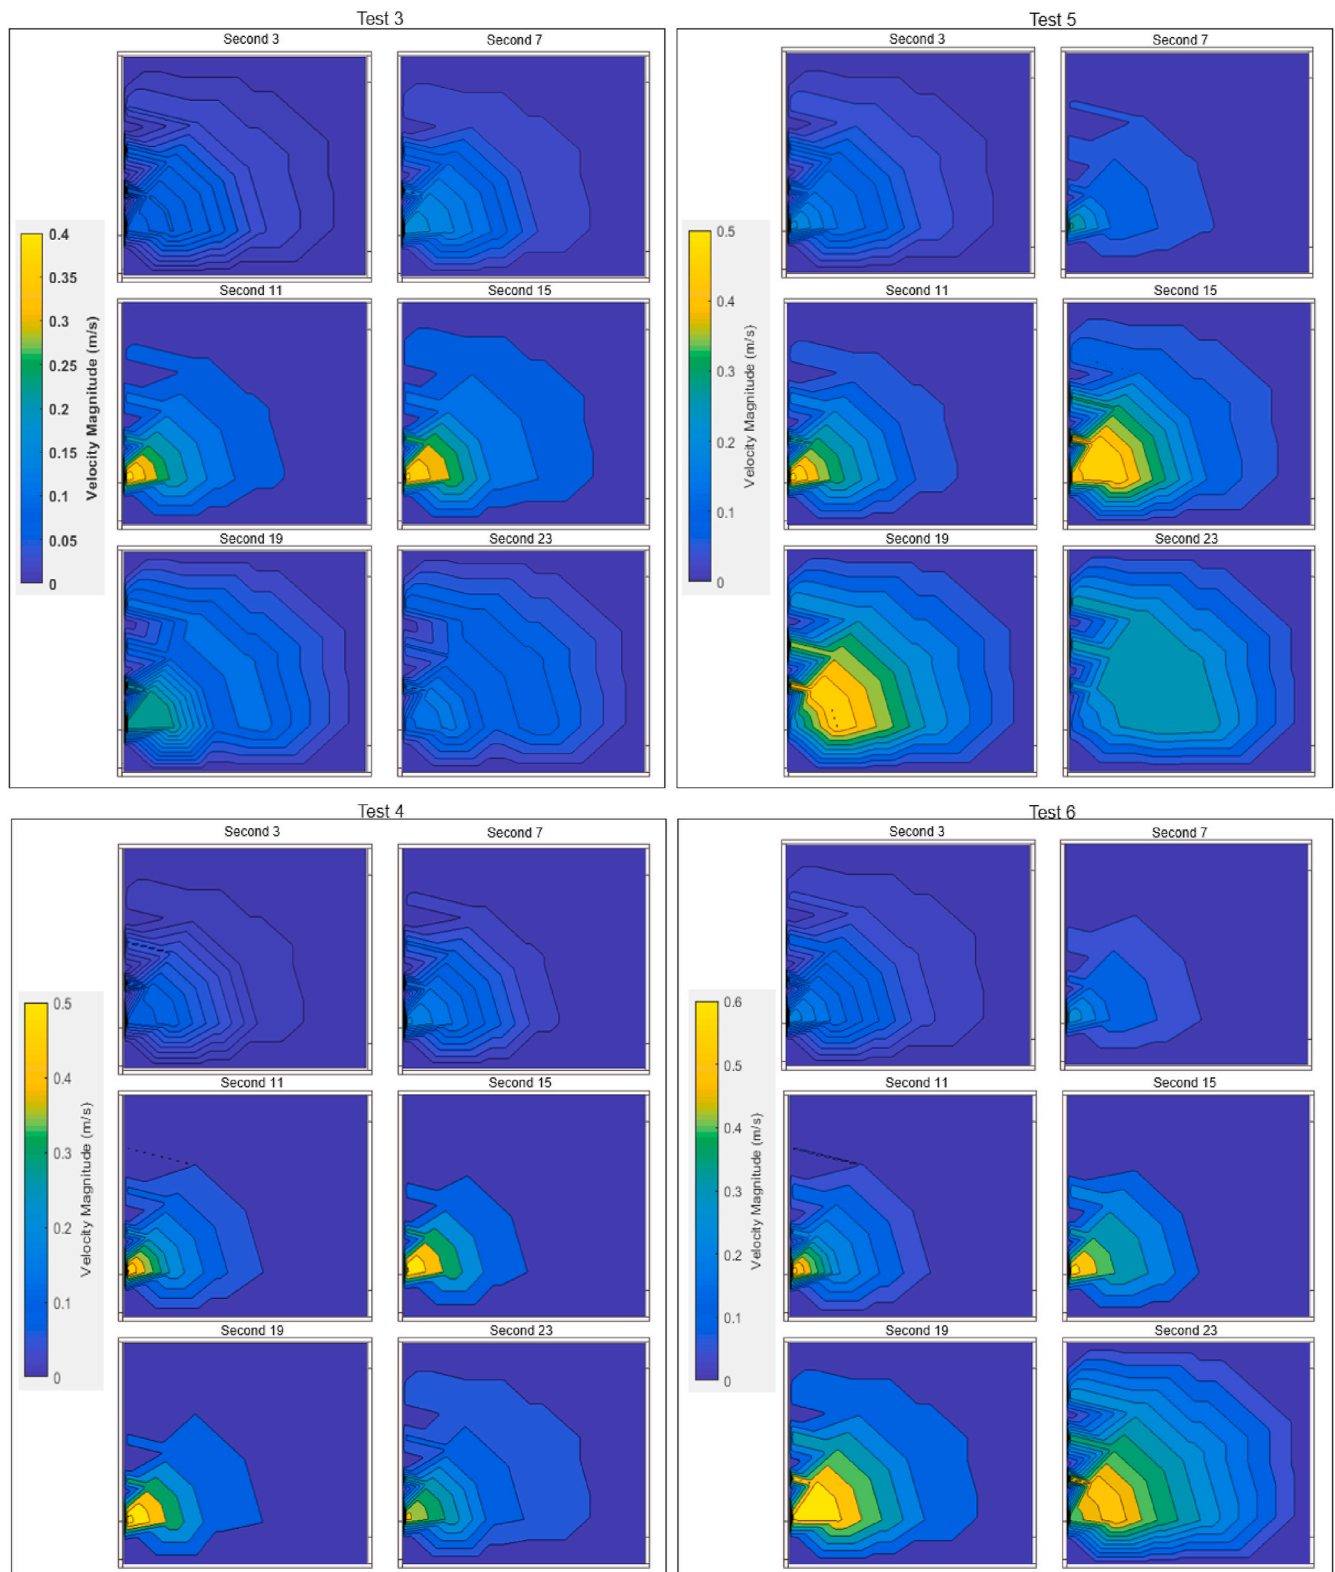 Test 3
Second 3
Second 7
0.4
0.35
0.3
0.25
0.2
0.15
0.1
0.05
0
Velocity Magnitude (m/s)
Second 11
Second 15
Second 19
Second 23
Test 5
Second 3
Second 7
0.5
0.4
0.3
0.2
0.1
0
Velocity Magnitude (m/s)
Second 11
Second 15
Second 19
Second 23
Test 4
Second 3
Second 7
0.5
0.4
0.3
0.2
0.1
0
Velocity Magnitude (m/s)
Second 11
Second 15
Second 19
Second 23
Test 6
Second 3
Second 7
0.6
0.5
0.4
0.3
0.2
0.1
0
Velocity Magnitude (m/s)
Second 11
Second 15
Second 19
Second 23